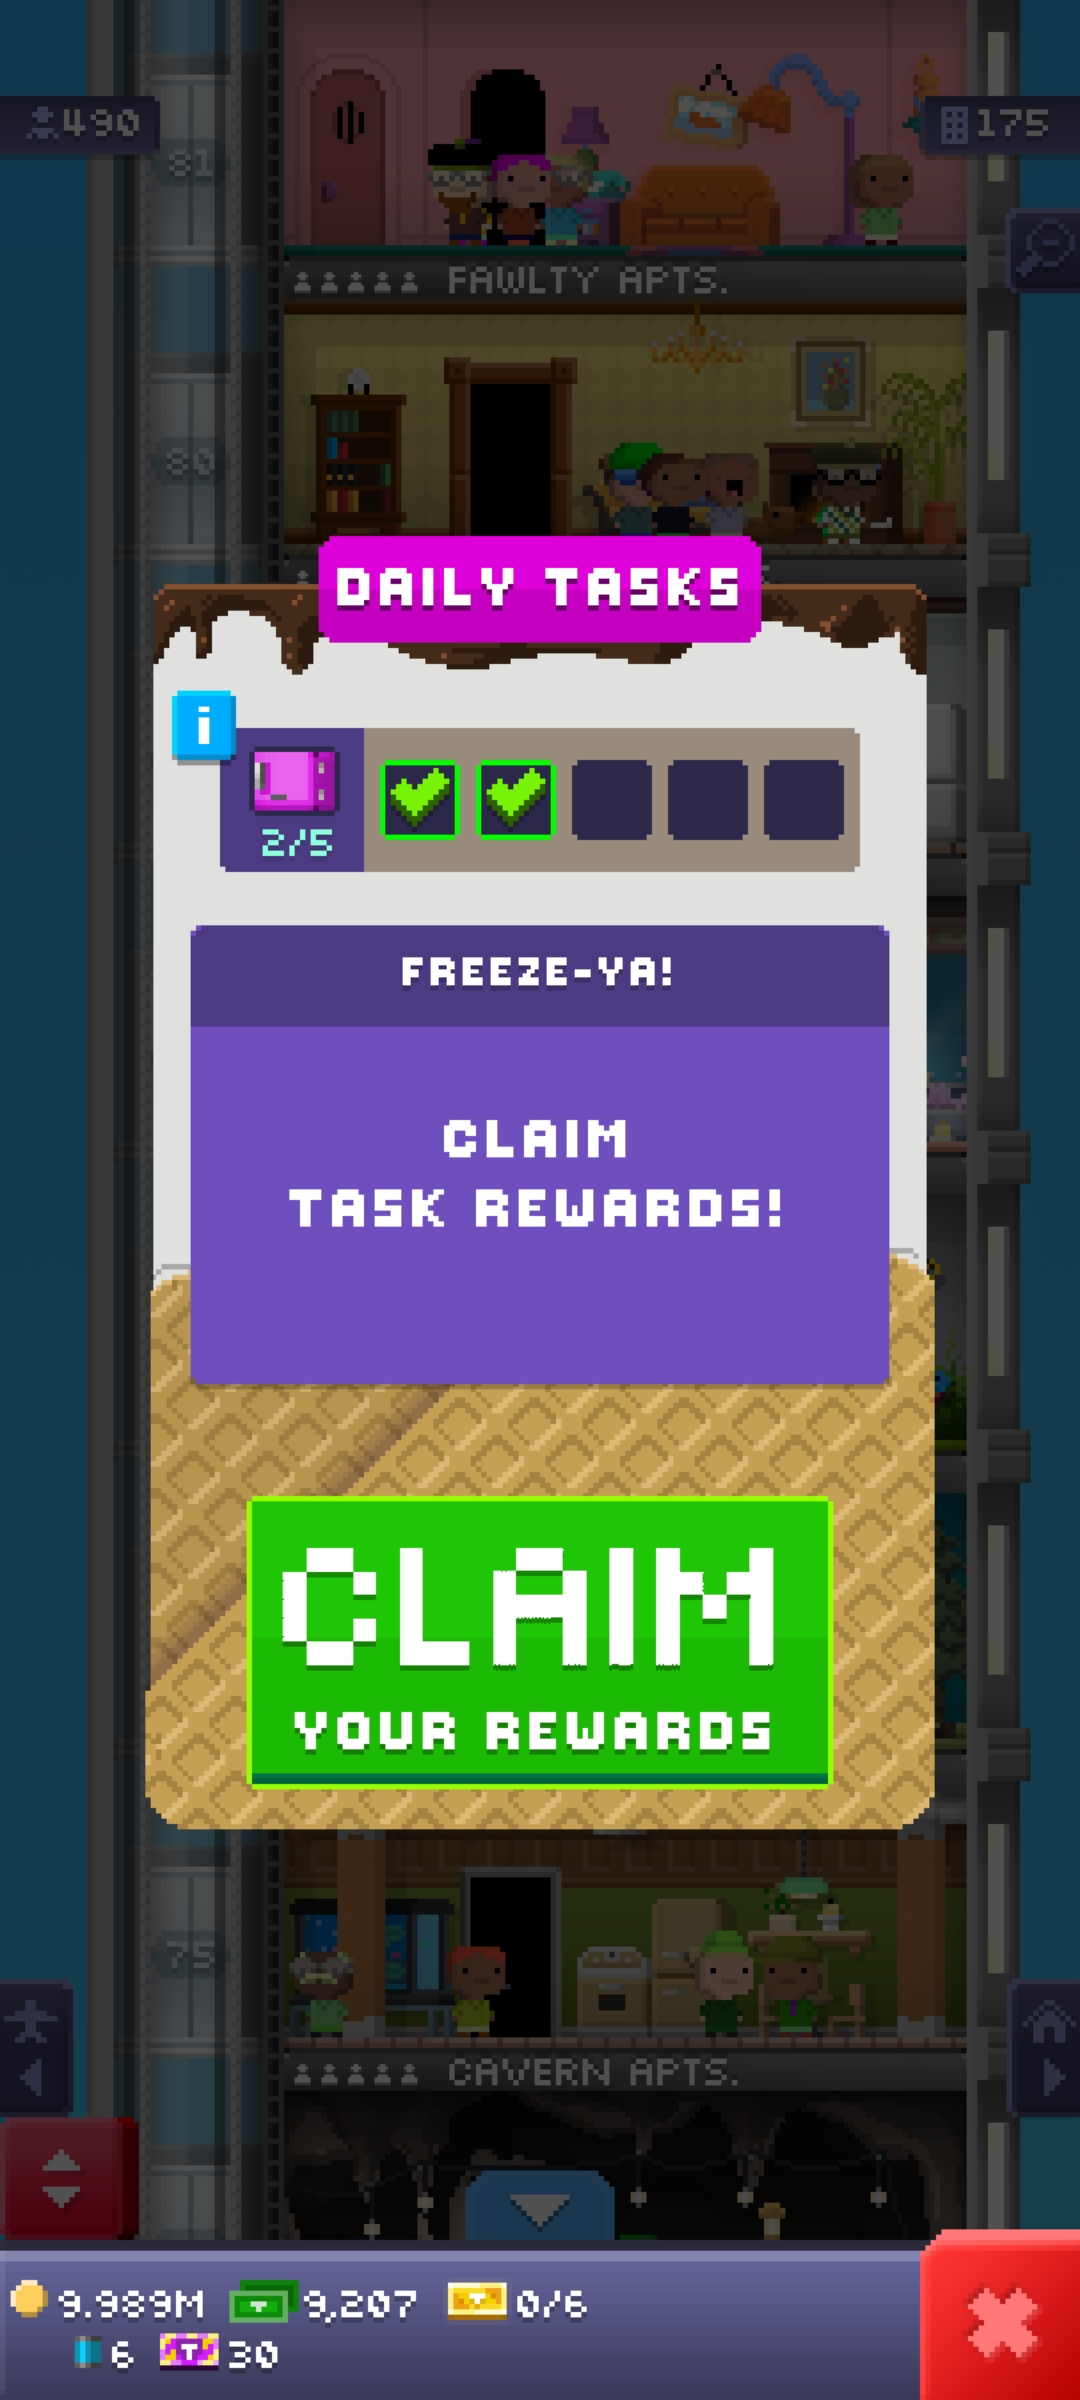 490
175
81
FAWLTY APTS.
80
DAILY TASKS
i
2/5
FREEZE-YA!
CLAIM
TASK REWARDS!
CLAIM
YOUR REWARDS
75
CAVERN APTS.
9.989M 9,207 0/6
6 T 30